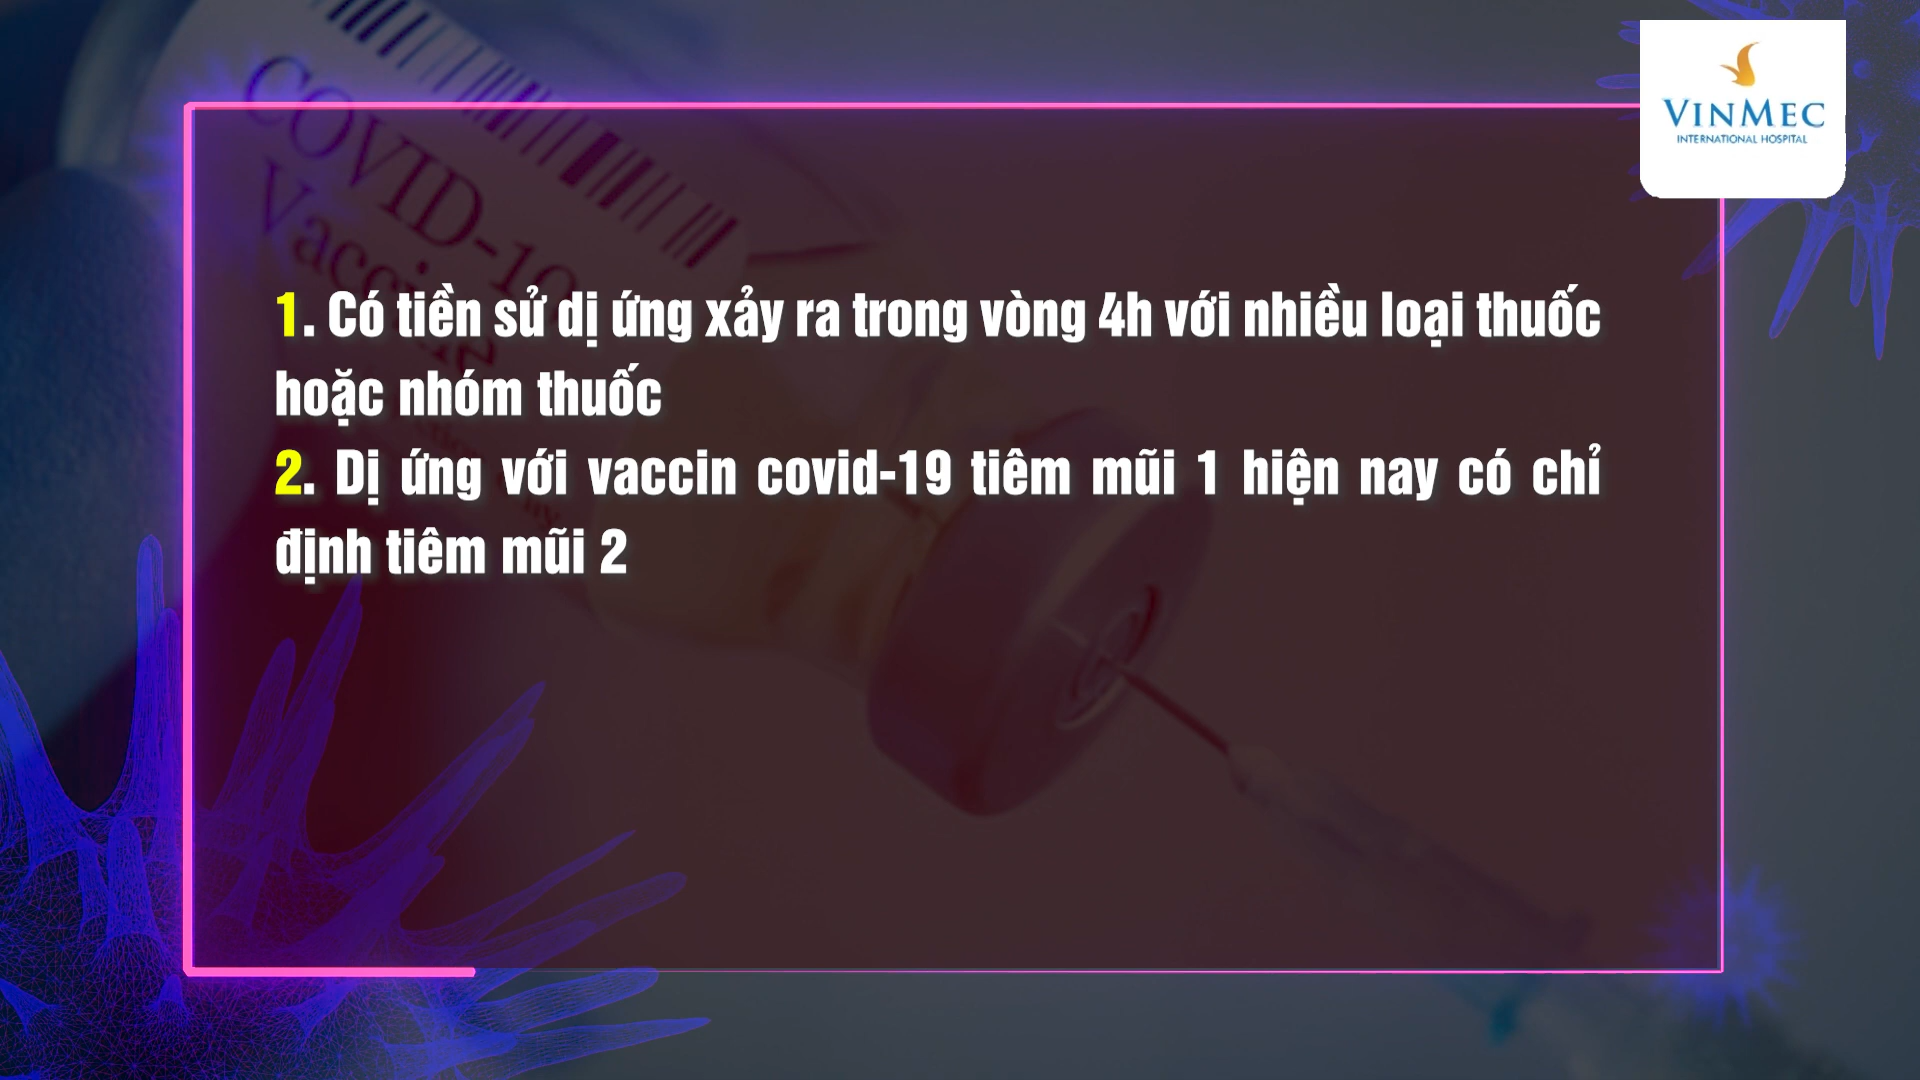 COVID-19
VINMEC
INTERNATIONAL HOSPITAL
1. Có tiền sử dị ứng xảy ra trong vòng 4h với nhiều loại thuốc
hoặc nhóm thuốc
2. Dị ứng với vaccin covid-19 tiêm mũi 1 hiện nay có chỉ
định tiêm mũi 2